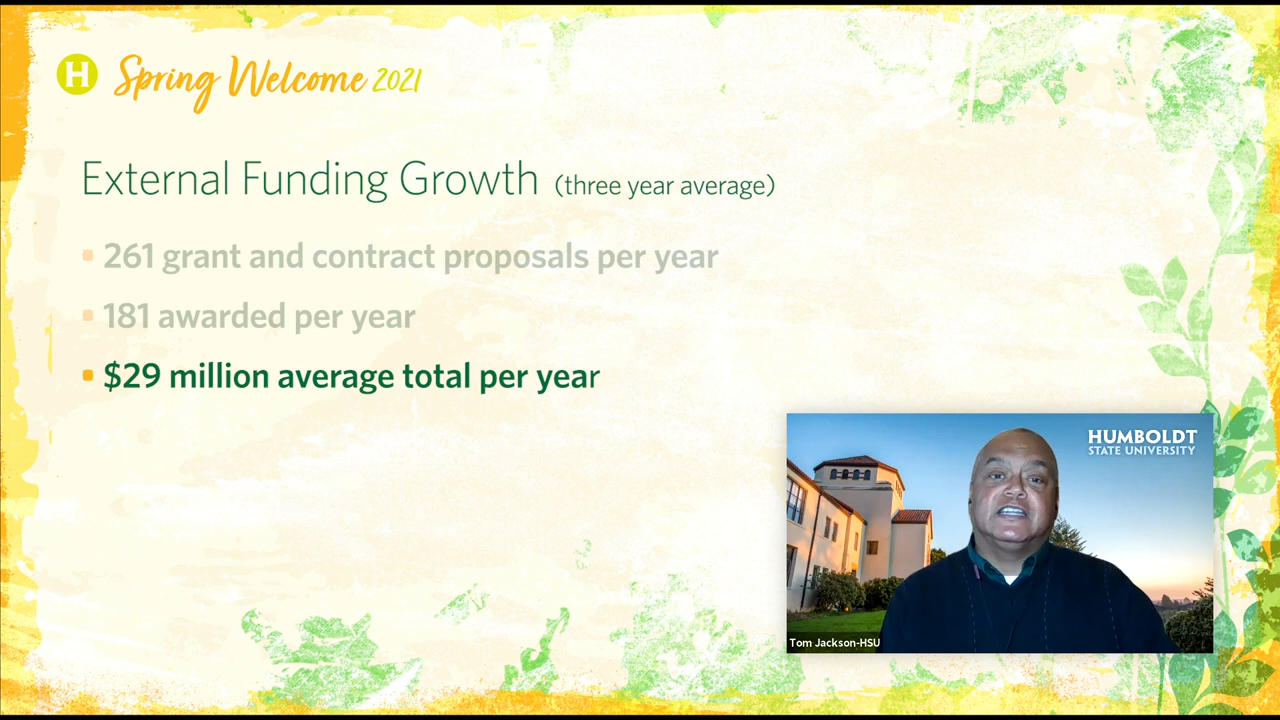 H Spring Welcome 2021
External Funding Growth (three year average)
▪ 261 grant and contract proposals per year
▪ 181 awarded per year
▪ $29 million average total per year
HUMBOLDT
STATE UNIVERSITY
Tom Jackson-HSU